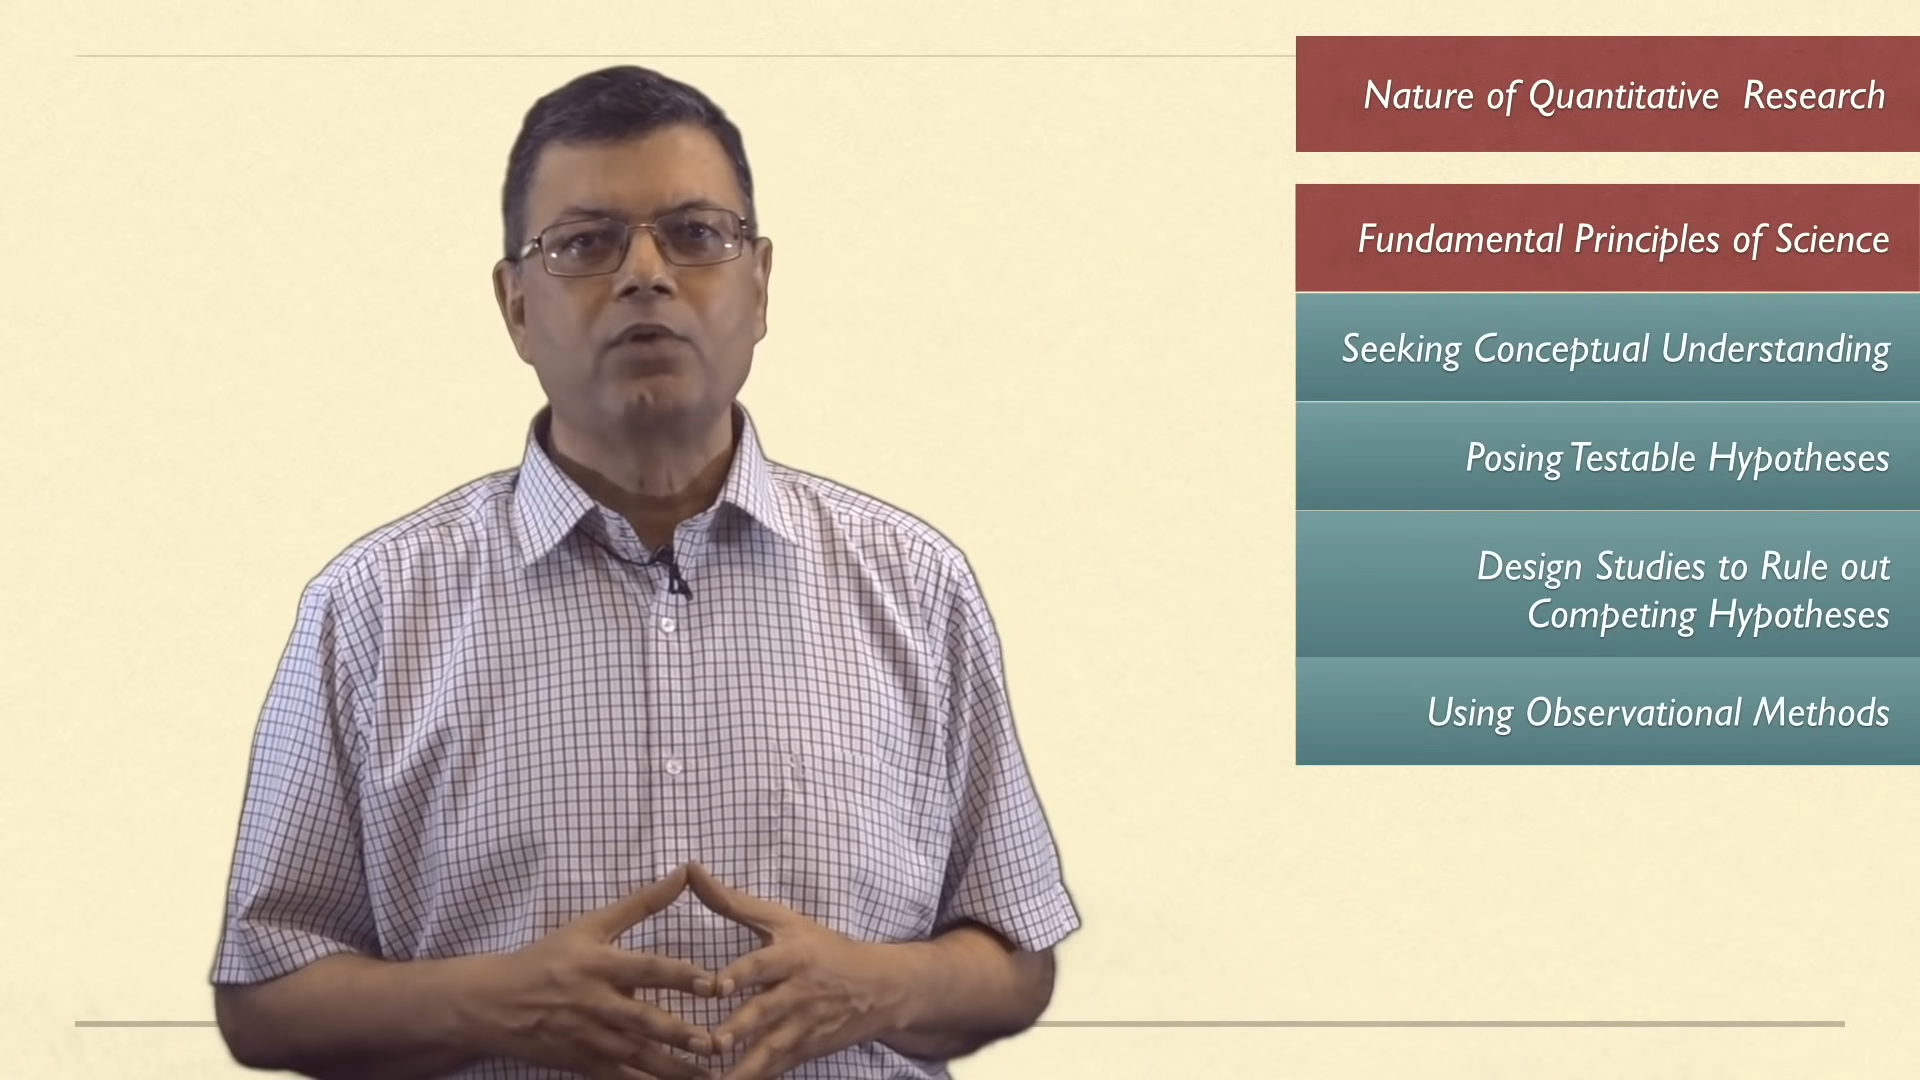 Nature of Quantitative Research
Fundamental Principles of Science
Seeking Conceptual Understanding
Posing Testable Hypotheses
Design Studies to Rule out
Competing Hypotheses
Using Observational Methods